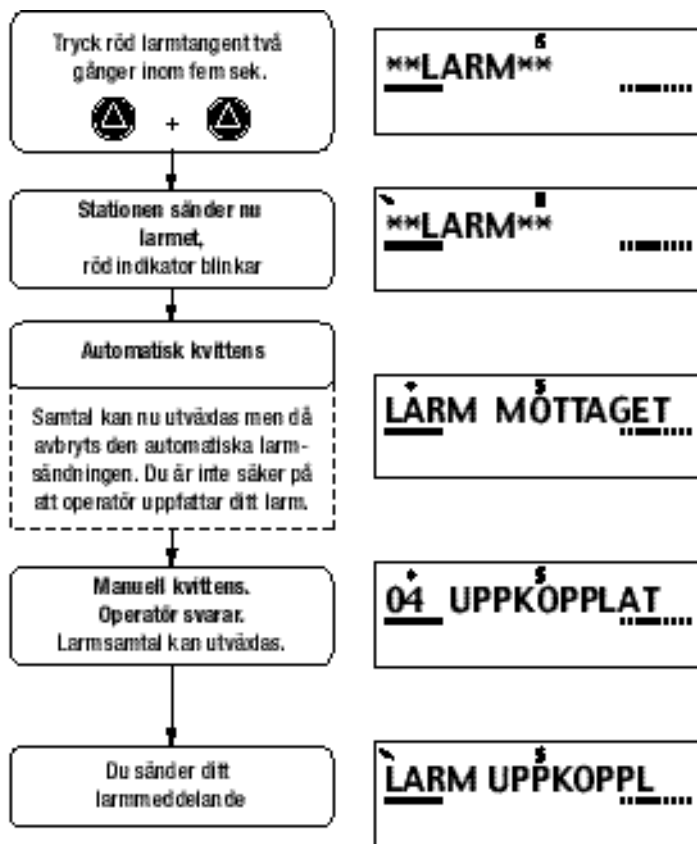 Tryck röd larmtangent två
gånger inom fem sek.
+
**LARM**
Stationen sänder nu
larmet,
röd indikator blinkar
**LARM**
Automatisk kvittens
Samtal kan nu utväxlas men då
avbryts den automatiska larm-
sändningen. Du är inte säker på
att operatör uppfattar ditt larm.
LARM MOTTAGET
Manuell kvittens.
Operatör svarar.
Larmsamtal kan utväxlas.
04 UPPKOPPLAT
Du sänder ditt
larmmeddelande
LARM UPPKOPPL